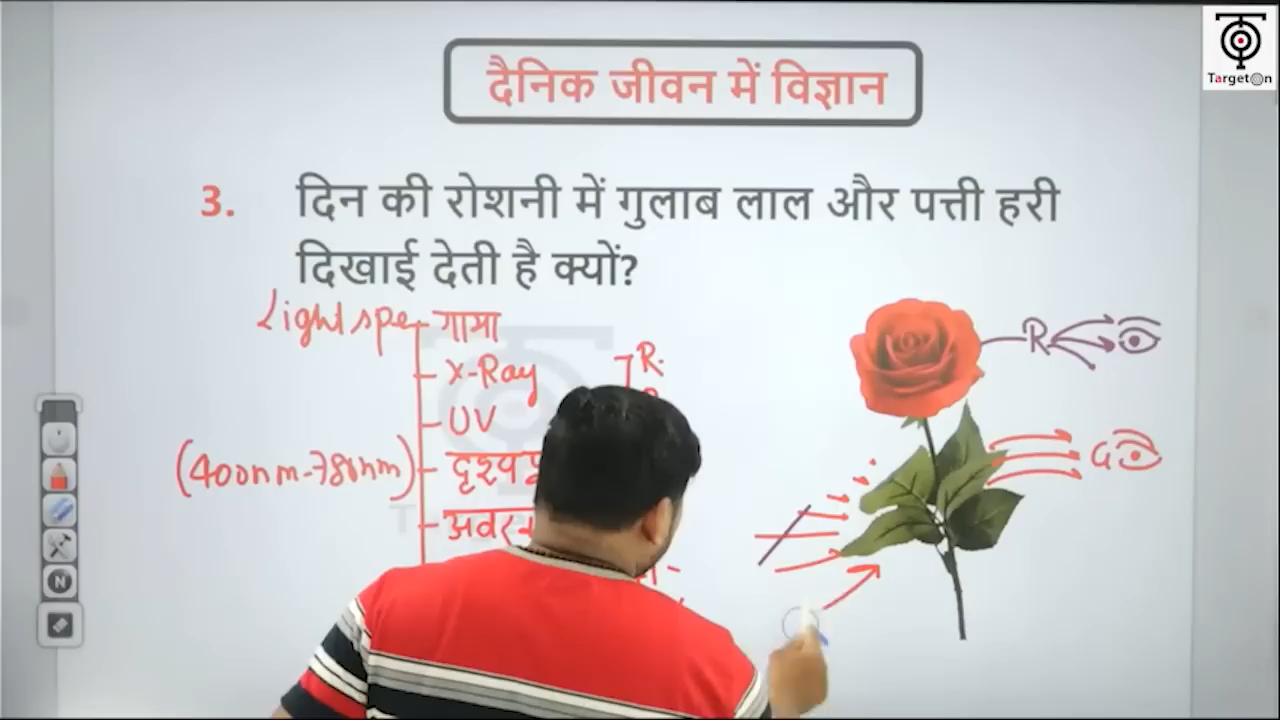 TargetOn
दैनिक जीवन में विज्ञान
3. दिन की रोशनी में गुलाब लाल और पत्ती हरी
दिखाई देती है क्यों?
Light spe
गामा
X-Ray
R.
R
UV
(400nm-780nm)
G
N